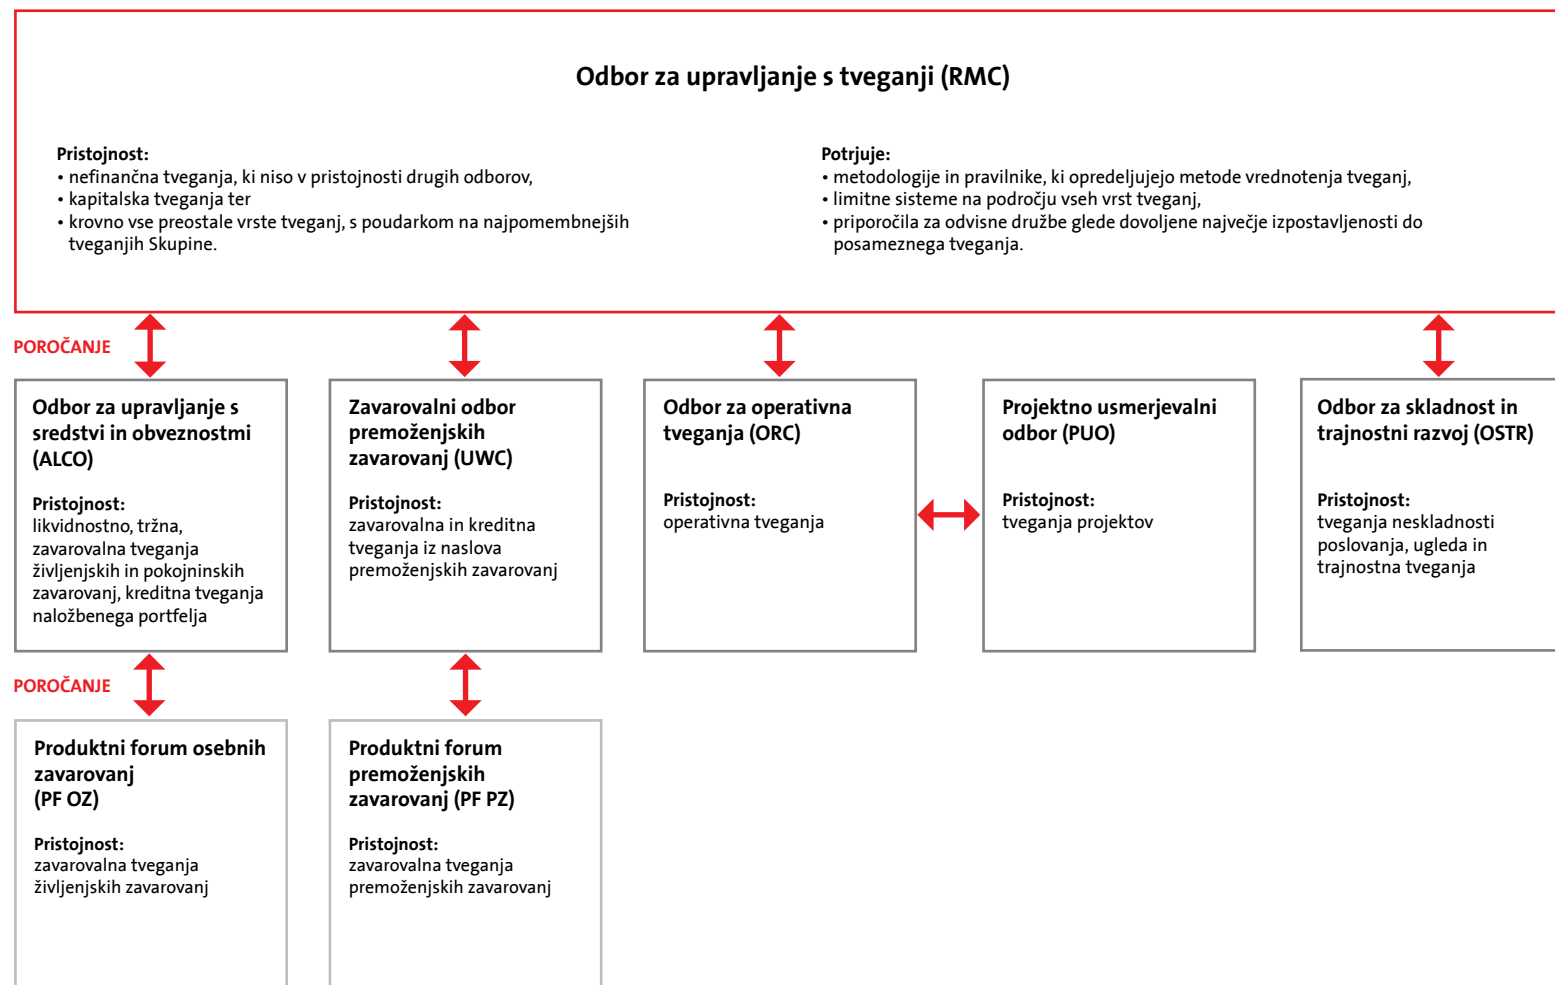 Odbor za upravljanje s tveganji (RMC)
Pristojnost:
• nefinančna tveganja, ki niso v pristojnosti drugih odborov,
• kapitalska tveganja ter
• krovno vse preostale vrste tveganj, s poudarkom na najpomembnejših
tveganjih Skupine.
Potrjuje:
• metodologije in pravilnike, ki opredeljujejo metode vrednotenja tveganj,
• limitne sisteme na področju vseh vrst tveganj,
• priporočila za odvisne družbe glede dovoljene največje izpostavljenosti do
posameznega tveganja.
POROČANJE
Odbor za upravljanje s
sredstvi in obveznostmi
(ALCO)
Pristojnost:
likvidnostno, tržna,
zavarovalna tveganja
življenjskih in pokojninskih
zavarovanj, kreditna tveganja
naložbenega portfelja
Zavarovalni odbor
premoženjskih
zavarovanj (UWC)
Pristojnost:
zavarovalna in kreditna
tveganja iz naslova
premoženjskih zavarovanj
Odbor za operativna
tveganja (ORC)
Pristojnost:
operativna tveganja
Projektno usmerjevalni
odbor (PUO)
Pristojnost:
tveganja projektov
Odbor za skladnost in
trajnostni razvoj (OSTR)
Pristojnost:
tveganja neskladnosti
poslovanja, ugleda in
trajnostna tveganja
POROČANJE
Produktni forum osebnih
zavarovanj
(PF OZ)
Pristojnost:
zavarovalna tveganja
življenjskih zavarovanj
Produktni forum
premoženjskih
zavarovanj (PF PZ)
Pristojnost:
zavarovalna tveganja
premoženjskih zavarovanj